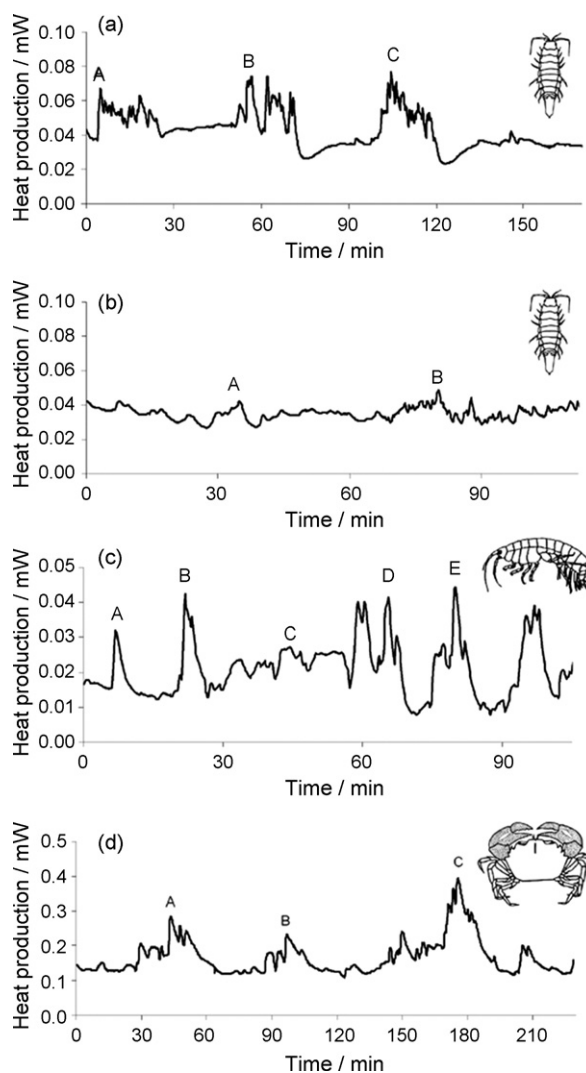 (a)
Heat production / mW
0.10
0.08
0.06
0.04
0.02
0.00
A
B
C
0 30 60 90 120 150
Time / min
(b)
Heat production / mW
0.10
0.08
0.06
0.04
0.02
0.00
A
B
0 30 60 90
Time / min
(c)
Heat production / mW
0.05
0.04
0.03
0.02
0.01
0.00
A
B
C
D
E
0 30 60 90
Time / min
(d)
Heat production / mW
0.5
0.4
0.3
0.2
0.1
0.0
A
B
C
0 30 60 90 120 150 180 210
Time / min